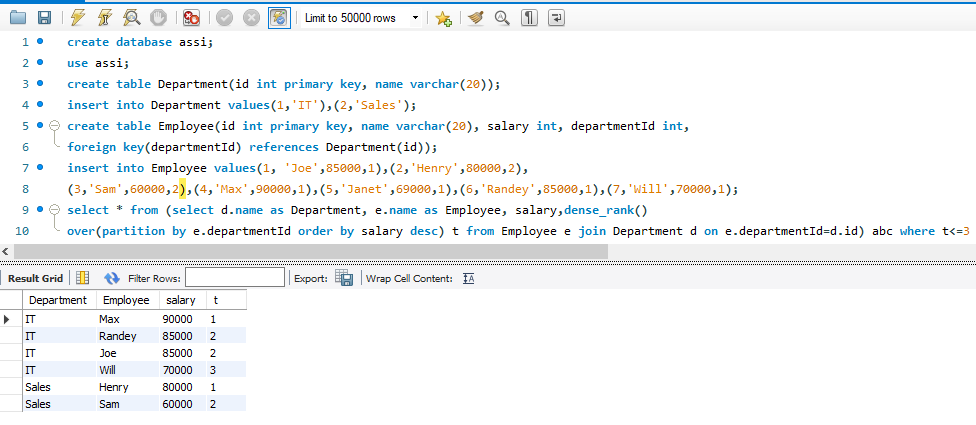 Limit to 50000 rows
1 create database assi;
2 use assi;
3 create table Department(id int primary key, name varchar(20));
4 insert into Department values(1,'IT'),(2,'Sales');
5 create table Employee(id int primary key, name varchar(20), salary int, departmentId int,
6 foreign key(departmentId) references Department(id));
7 insert into Employee values(1, 'Joe',85000,1),(2,'Henry',80000,2),
8 (3,'Sam',60000,2),(4,'Max',90000,1),(5,'Janet',69000,1),(6,'Randey',85000,1),(7,'Will',70000,1);
9 select * from (select d.name as Department, e.name as Employee, salary,dense_rank()
10 over(partition by e.departmentId order by salary desc) t from Employee e join Department d on e.departmentId=d.id) abc where t<=3
Result Grid Filter Rows: Export: Wrap Cell Content:
Department Employee salary t
IT Max 90000 1
IT Randey 85000 2
IT Joe 85000 2
IT Will 70000 3
Sales Henry 80000 1
Sales Sam 60000 2